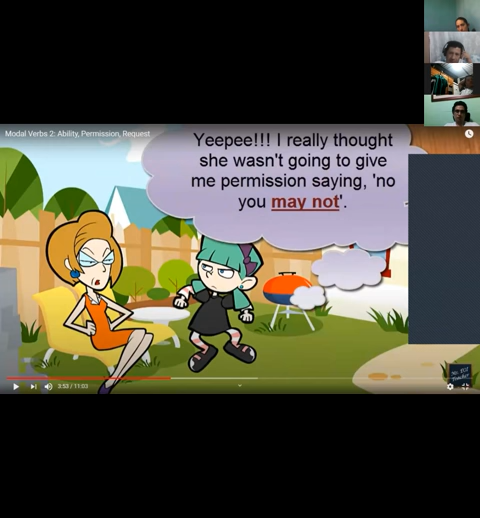 Modal Verbs 2: Ability, Permission, Request
Yeepee!!! I really thought
she wasn't going to give
me permission saying, 'no
you may not'.
3:53 / 11:03